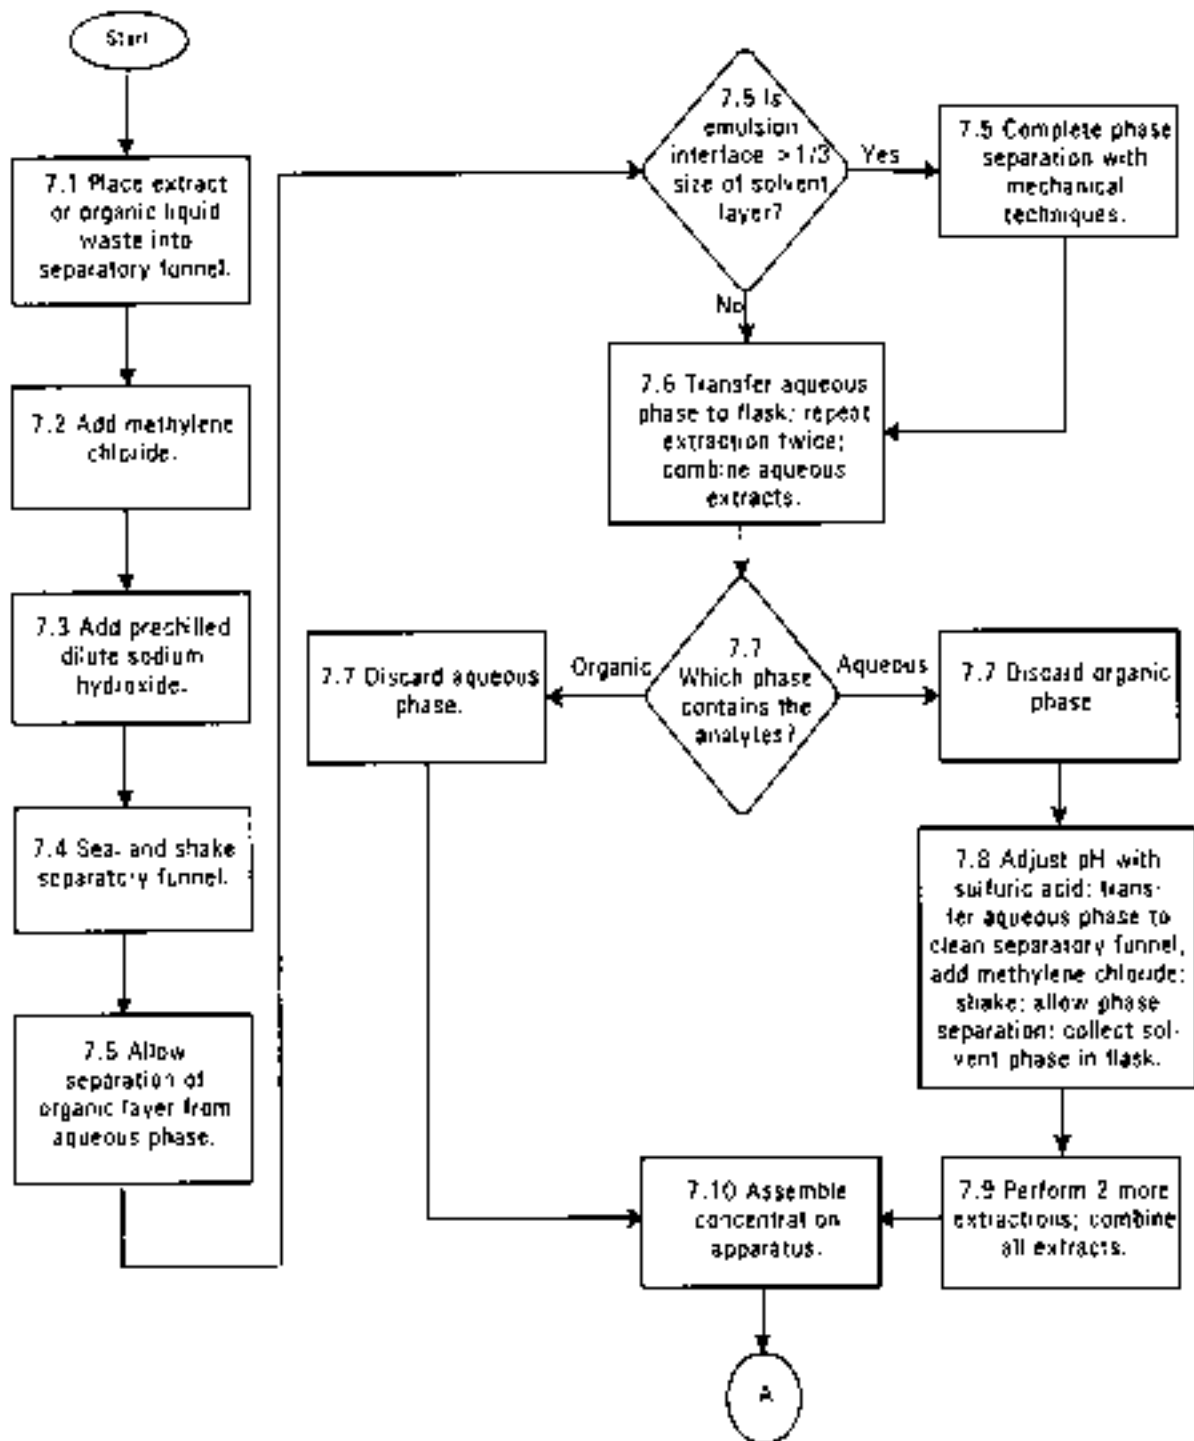 Start
7.1 Place extract
or organic liquid
waste into
separatory funnel.
7.2 Add methylene
chloride.
7.3 Add prechilled
dilute sodium
hydroxide.
7.4 Seal and shake
separatory funnel.
7.5 Allow
separation of
organic layer from
aqueous phase.
7.5 Is
emulsion
interface > 1/3
size of solvent
layer?
Yes
7.5 Complete phase
separation with
mechanical
techniques.
No
7.6 Transfer aqueous
phase to flask; repeat
extraction twice;
combine aqueous
extracts.
7.7
Which phase
contains the
analytes?
Organic
7.7 Discard aqueous
phase.
Aqueous
7.7 Discard organic
phase
7.8 Adjust pH with
sulfuric acid; trans-
fer aqueous phase to
clean separatory funnel,
add methylene chloride;
shake; allow phase
separation; collect sol-
vent phase in flask.
7.9 Perform 2 more
extractions; combine
all extracts.
7.10 Assemble
concentration
apparatus.
A